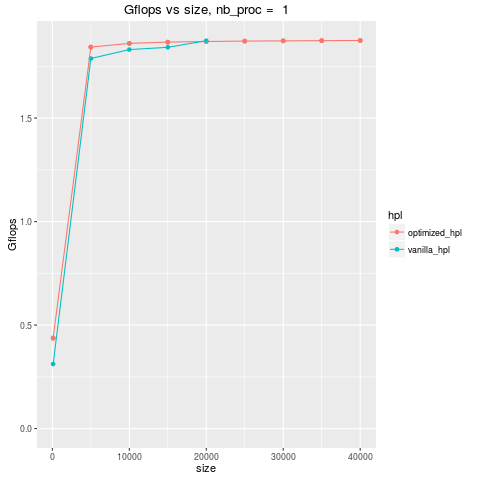 Gflops vs size, nb_proc =  1
Gflops
1.5
1.0
0.5
0.0
0
10000
20000
30000
40000
size
hpl
optimized_hpl
vanilla_hpl